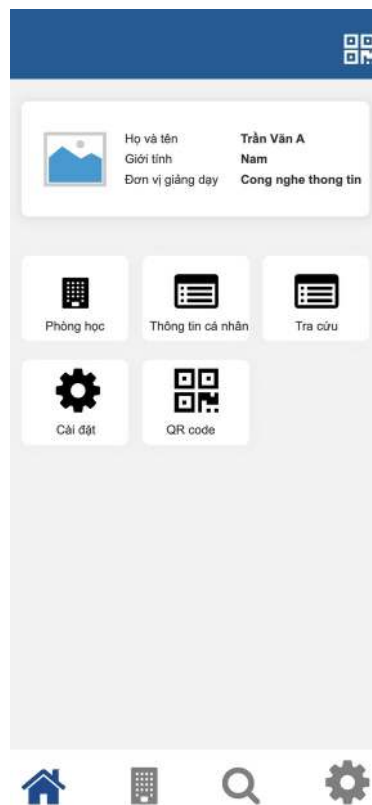 Họ và tên Trần Văn A
Giới tính Nam
Đơn vị giảng dạy Cong nghe thong tin
Phòng học Thông tin cá nhân Tra cứu
Cài đặt QR code